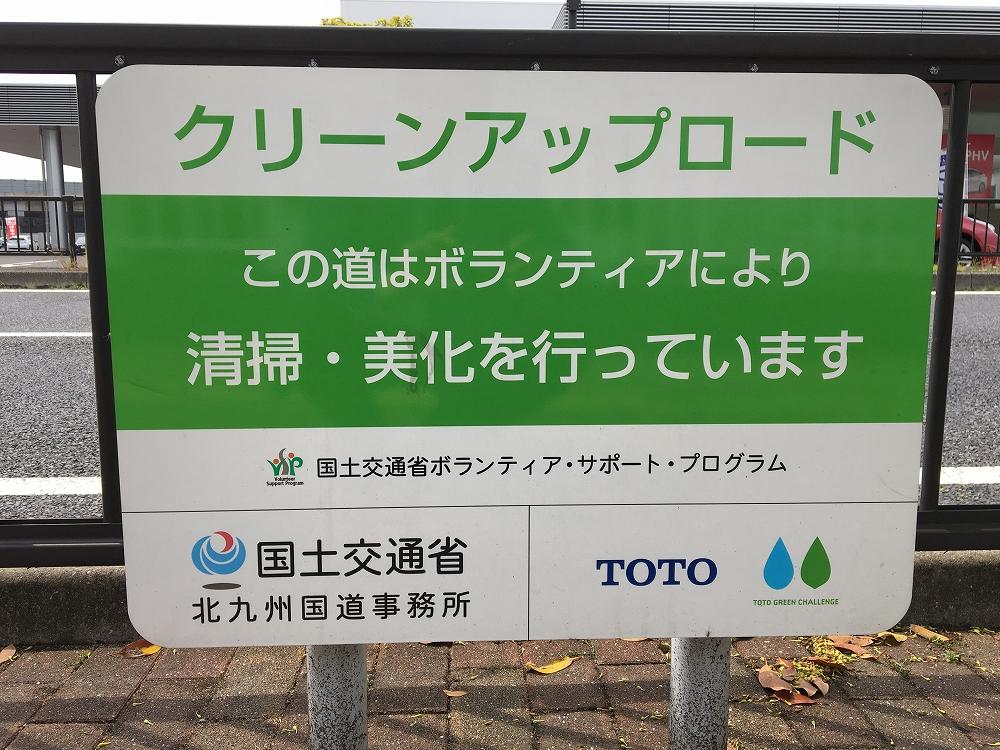 クリーンアップロード
この道はボランティアにより
清掃・美化を行っています
VSP
Volunteer
Support Program
国土交通省ボランティア・サポート・プログラム
国土交通省
北九州国道事務所
TOTO
TOTO GREEN CHALLENGE
PHV